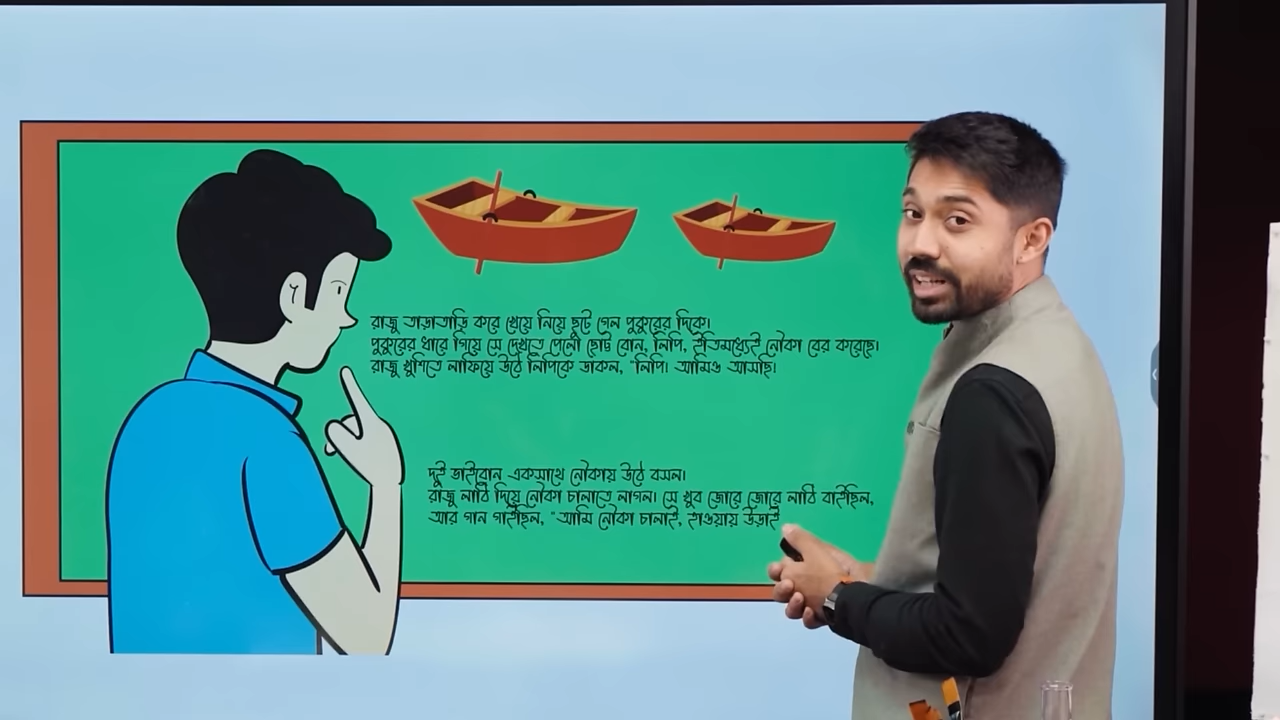 রাজু তাড়াতাড়ি করে খেয়ে নিয়ে ছুটে গেল পুকুরের দিকে।
পুকুরের ধারে গিয়ে সে দেখতে পেলো ছোট বোন, লিপি, ইতিমধ্যেই নৌকা বের করেছে।
রাজু খুশিতে লাফিয়ে উঠে লিপিকে ডাকল, "লিপি! আমিও আসছি।
দুই ভাইবোন একসাথে নৌকায় উঠে বসল।
রাজু লাঠি দিয়ে নৌকা চালাতে লাগল। সে খুব জোরে জোরে লাঠি বাইছিল,
আর গান গাইছিল, "আমি নৌকা চালাই, হাওয়ায় উড়াই